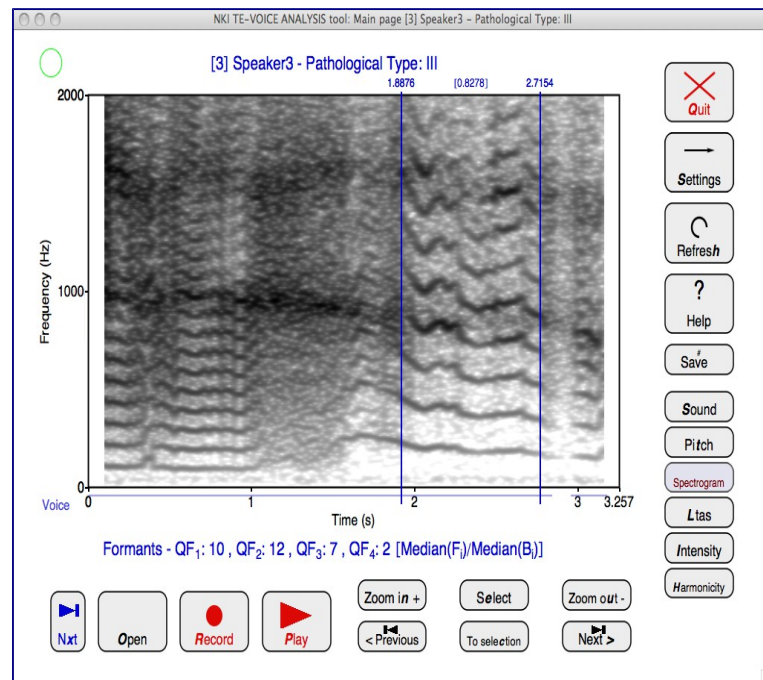 NKI TE-VOICE ANALYSIS tool: Main page [3] Speaker3 – Pathological Type: III
[3] Speaker3 - Pathological Type: III
1.8876 [0.8278] 2.7154
2000
1000
0
Frequency (Hz)
Voice
0 1 2 3 3.257
Time (s)
Formants - QF1: 10 , QF2: 12 , QF3: 7 , QF4: 2 [Median(Fi)/Median(Bi)]
Quit
Settings
Refresh
?
Help
#
Save
Sound
Pitch
Spectrogram
Ltas
Intensity
Harmonicity
Nxt
Open
Record
Play
Zoom in +
Select
Zoom out -
< Previous
To selection
Next >